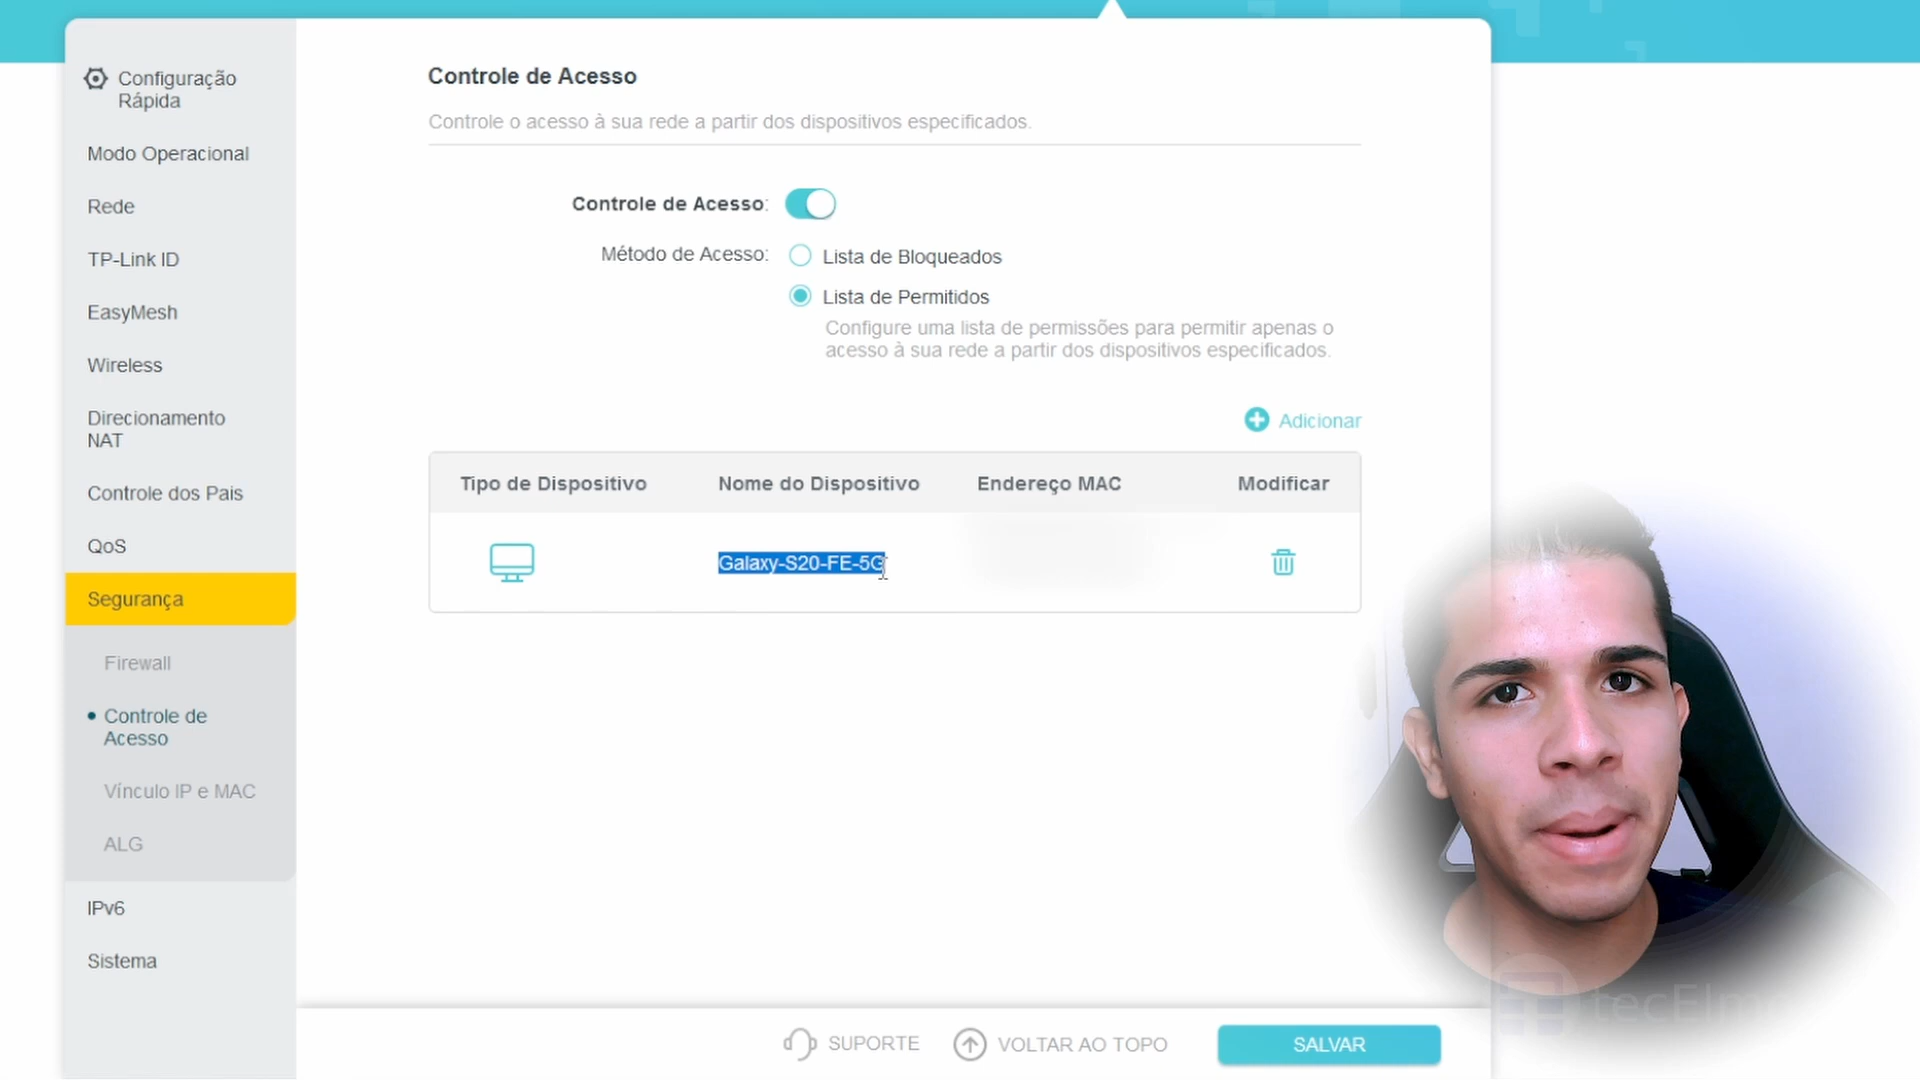 Configuração
Rápida
Modo Operacional
Rede
TP-Link ID
EasyMesh
Wireless
Direcionamento
NAT
Controle dos Pais
QoS
Segurança
Firewall
Controle de
Acesso
Vínculo IP e MAC
ALG
IPv6
Sistema
Controle de Acesso
Controle o acesso à sua rede a partir dos dispositivos especificados.
Controle de Acesso:
Método de Acesso:
Lista de Bloqueados
Lista de Permitidos
Configure uma lista de permissões para permitir apenas o
acesso à sua rede a partir dos dispositivos especificados.
Adicionar
Tipo de Dispositivo Nome do Dispositivo Endereço MAC Modificar
Galaxy-S20-FE-5G
SUPORTE VOLTAR AO TOPO SALVAR